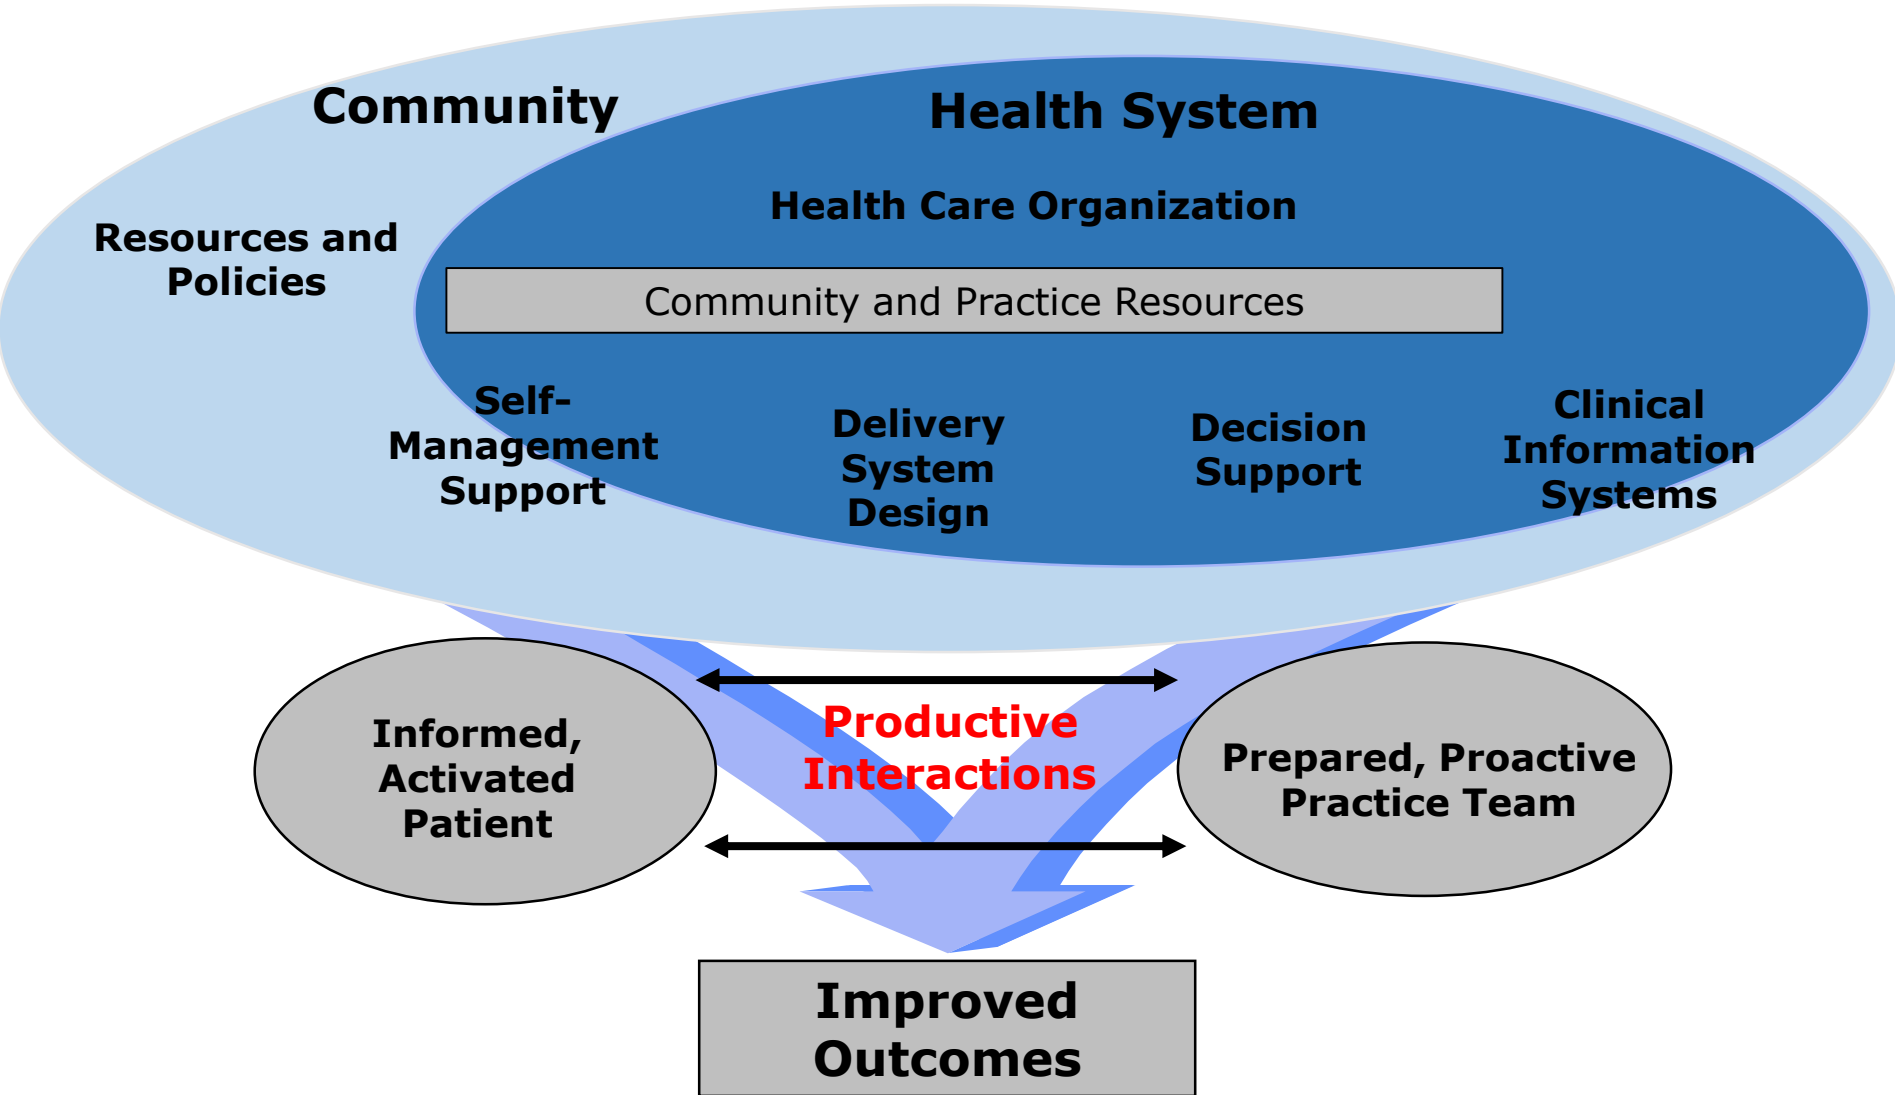 Community
Health System
Health Care Organization
Resources and
Policies
Community and Practice Resources
Self-
Management
Support
Delivery
System
Design
Decision
Support
Clinical
Information
Systems
Informed,
Activated
Patient
Productive
Interactions
Prepared, Proactive
Practice Team
Improved
Outcomes